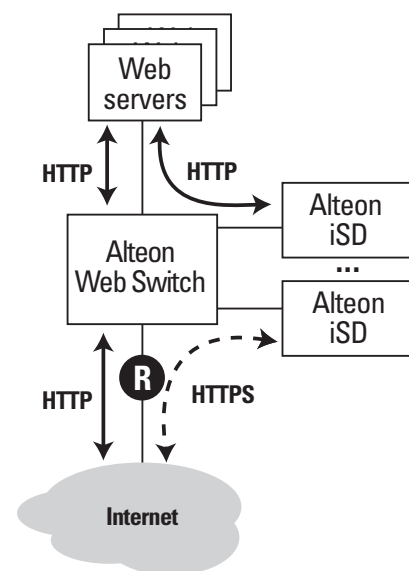 Web
servers
HTTP
HTTP
Alteon
Web Switch
Alteon
iSD
...
Alteon
iSD
R
HTTP
HTTPS
Internet